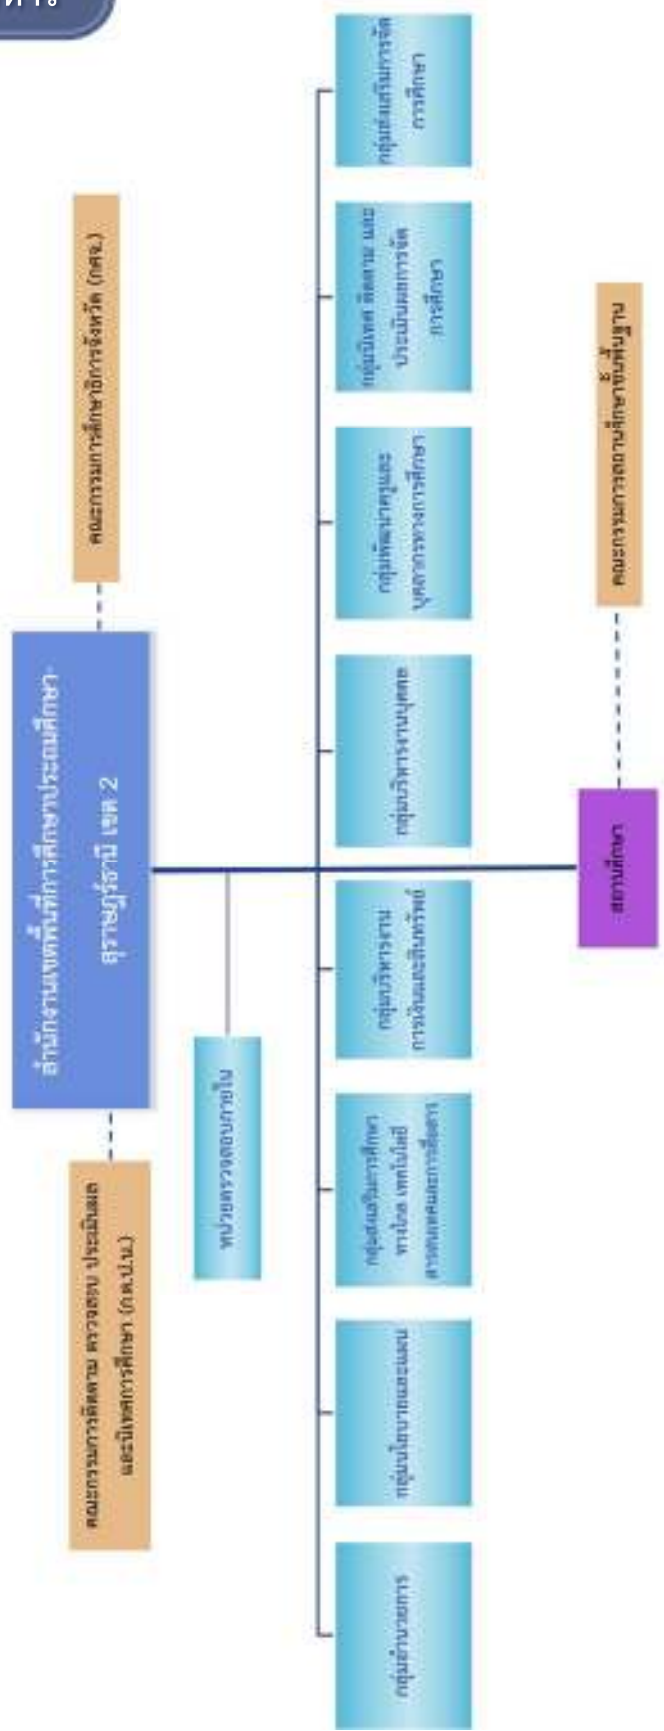 สำนักงานเขตพื้นที่การศึกษาประถมศึกษา
สุราษฎร์ธานี เขต 2
คณะกรรมการติดตาม ตรวจสอบ ประเมินผล
และนิเทศการศึกษา (ก.ต.ป.น.)
คณะกรรมการศึกษาธิการจังหวัด (กศจ.)
หน่วยตรวจสอบภายใน
กลุ่มอำนวยการ
กลุ่มนโยบายและแผน
กลุ่มส่งเสริมการศึกษา
ทางไกล เทคโนโลยี
สารสนเทศและการสื่อสาร
กลุ่มบริหารงาน
การเงินและสินทรัพย์
กลุ่มบริหารงานบุคคล
กลุ่มพัฒนาครูและ
บุคลากรทางการศึกษา
กลุ่มนิเทศ ติดตาม และ
ประเมินผลการจัด
การศึกษา
กลุ่มส่งเสริมการจัด
การศึกษา
สถานศึกษา
คณะกรรมการสถานศึกษาขั้นพื้นฐาน